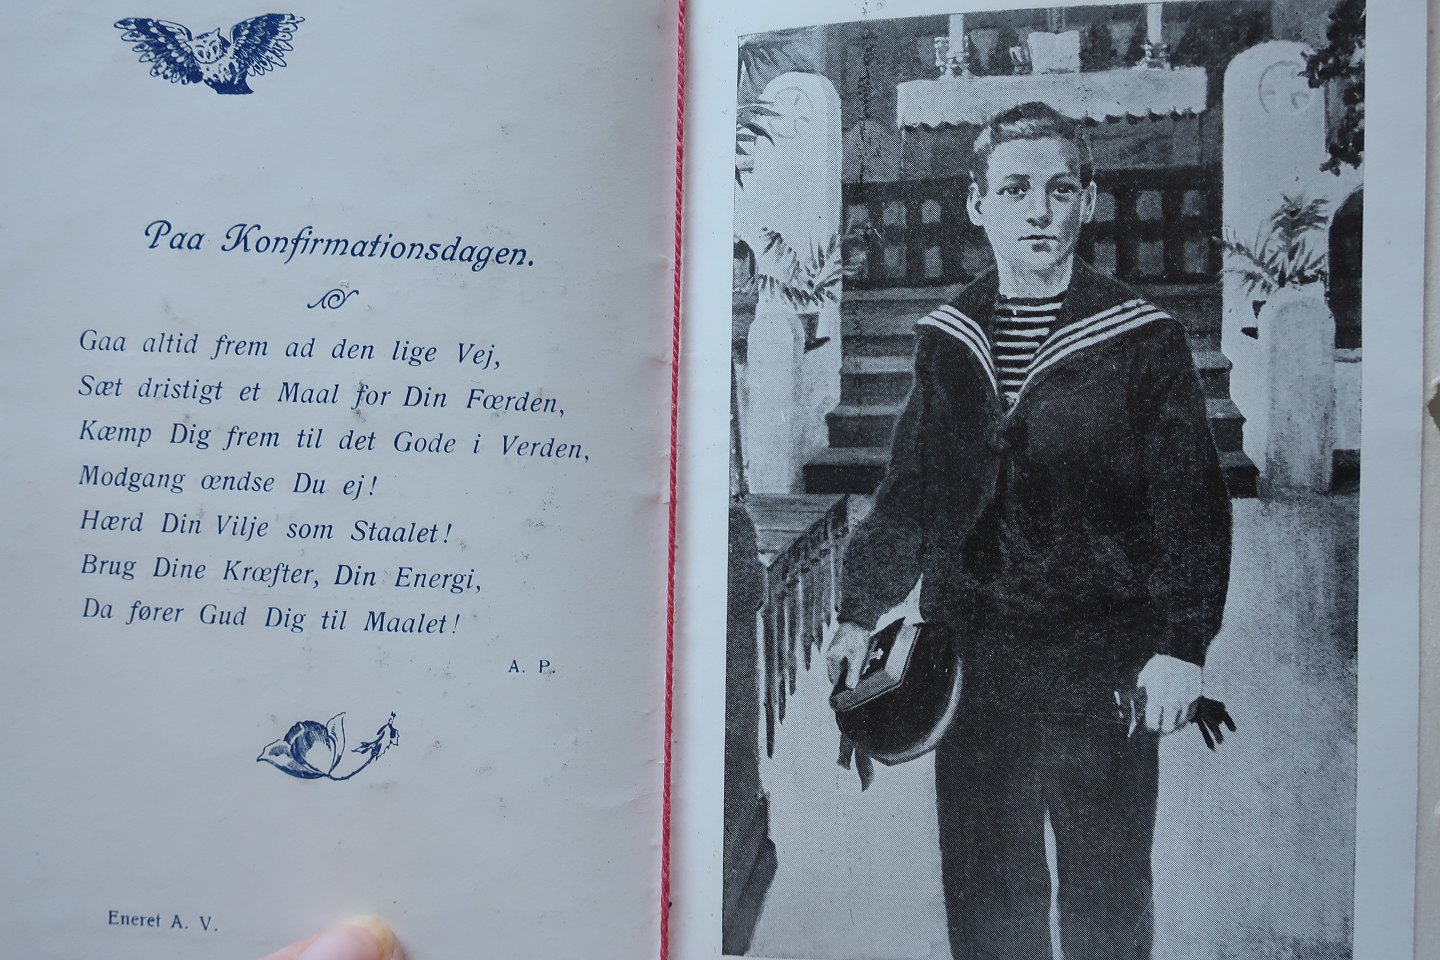 Paa Konfirmationsdagen.
Gaa altid frem ad den lige Vej,
Sæt dristigt et Maal for Din Færden,
Kæmp Dig frem til det Gode i Verden,
Modgang ændse Du ej!
Hærd Din Vilje som Staalet!
Brug Dine Kræfter, Din Energi,
Da fører Gud Dig til Maalet!
A. P.
Eneret A. V.